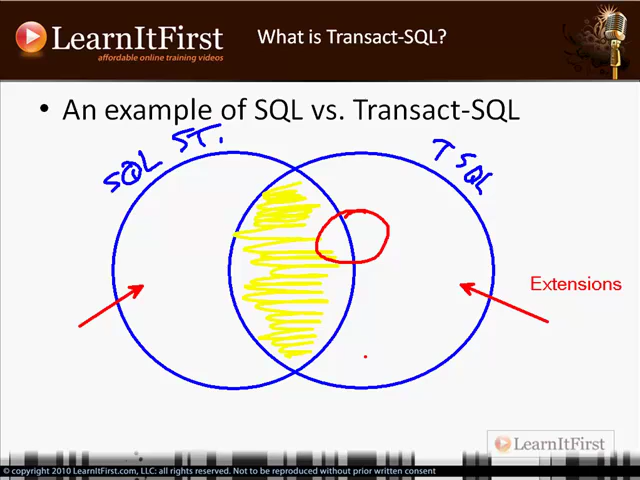 LearnItFirst
affordable online training videos
What is Transact-SQL?
• An example of SQL vs. Transact-SQL
SQL ST.
T SQL
Extensions
LearnItFirst
© copyright 2010 LearnItFirst.com, LLC: all rights reserved. Not to be reproduced without prior written consent